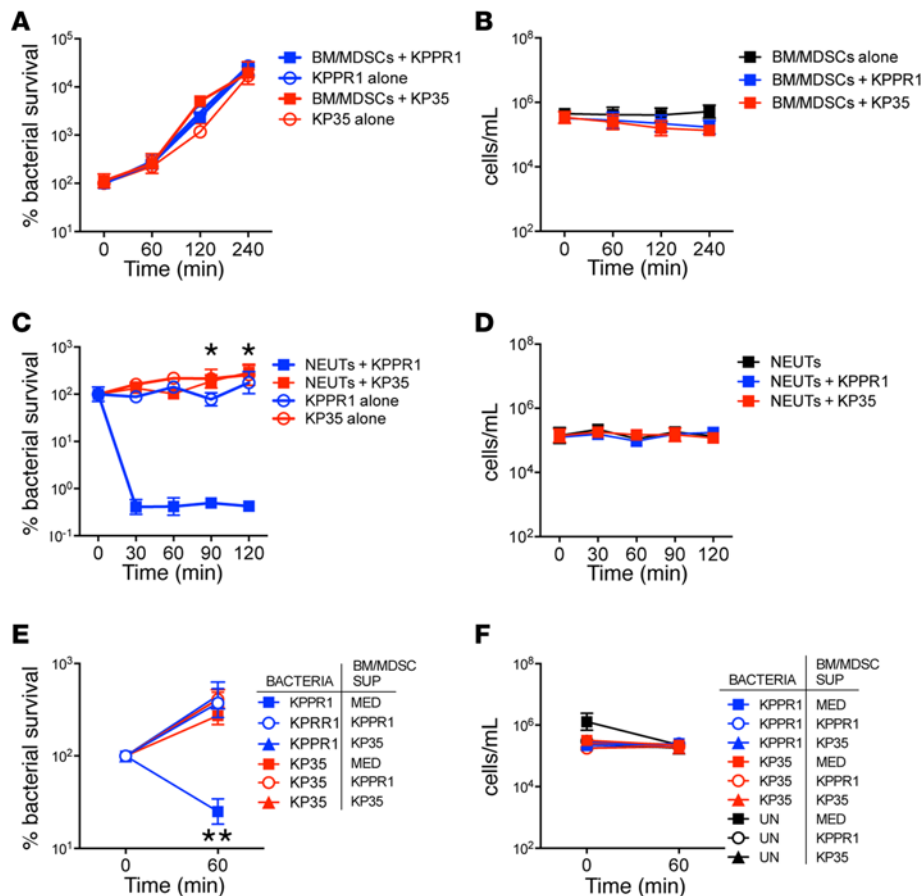 A
% bacterial survival
10^5
10^4
10^3
10^2
10^1
0 60 120 240
Time (min)
BM/MDSCs + KPPR1
KPPR1 alone
BM/MDSCs + KP35
KP35 alone
B
cells/mL
10^8
10^6
10^4
10^2
0 60 120 240
Time (min)
BM/MDSCs alone
BM/MDSCs + KPPR1
BM/MDSCs + KP35
C
% bacterial survival
10^3
10^2
10^1
10^0
10^-1
* *
0 30 60 90 120
Time (min)
NEUTs + KPPR1
NEUTs + KP35
KPPR1 alone
KP35 alone
D
cells/mL
10^8
10^6
10^4
10^2
0 30 60 90 120
Time (min)
NEUTs
NEUTs + KPPR1
NEUTs + KP35
E
% bacterial survival
10^3
10^2
10^1
**
0 60
Time (min)
BM/MDSC
BACTERIA SUP
KPPR1 MED
KPRR1 KPPR1
KPPR1 KP35
KP35 MED
KP35 KPPR1
KP35 KP35
F
cells/mL
10^8
10^6
10^4
10^2
0 60
Time (min)
BM/MDSC
BACTERIA SUP
KPPR1 MED
KPPR1 KPPR1
KPPR1 KP35
KP35 MED
KP35 KPPR1
KP35 KP35
UN MED
UN KPPR1
UN KP35